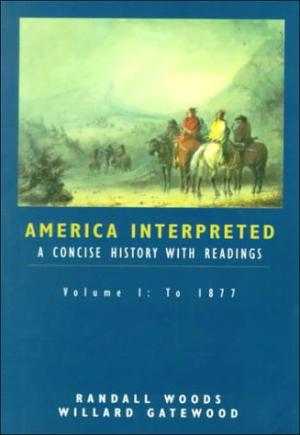 AMERICA INTERPRETED
A CONCISE HISTORY WITH READINGS
Volume I: To 1877
RANDALL WOODS
WILLARD GATEWOOD